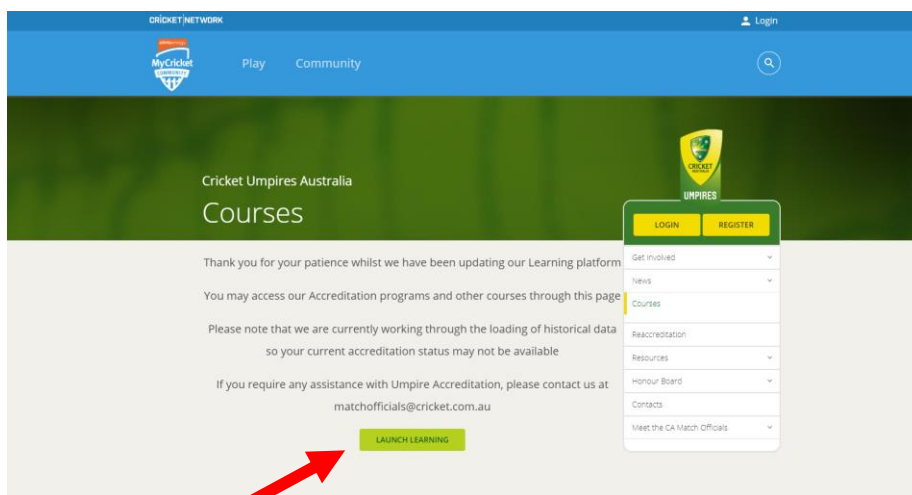 CRICKET NETWORK
Login
MyCricket
COMMUNITY
Play
Community
Cricket Umpires Australia
Courses
CRICKET
AUSTRALIA
UMPIRES
LOGIN
REGISTER
Thank you for your patience whilst we have been updating our Learning platform
You may access our Accreditation programs and other courses through this page
Please note that we are currently working through the loading of historical data
so your current accreditation status may not be available
If you require any assistance with Umpire Accreditation, please contact us at
matchofficials@cricket.com.au
LAUNCH LEARNING
Get Involved
News
Courses
Reaccreditation
Resources
Honour Board
Contacts
Meet the CA Match Officials